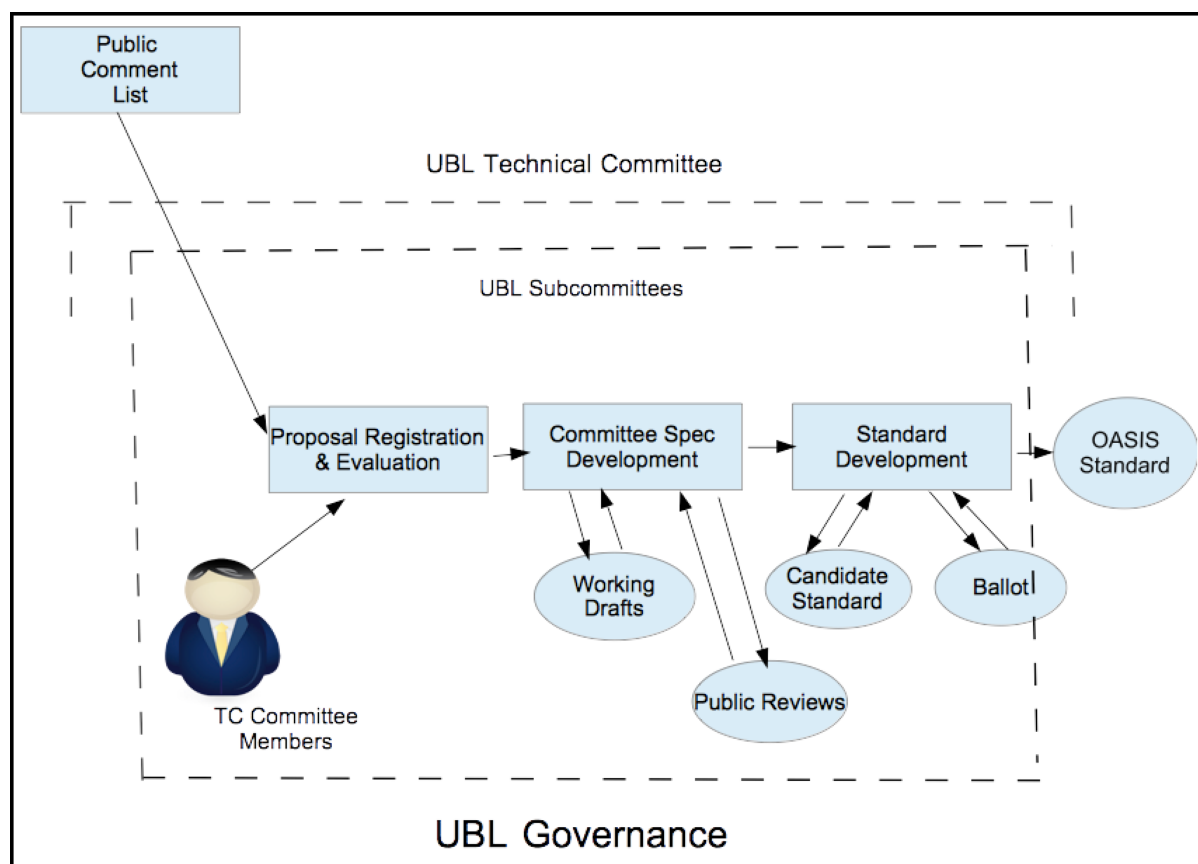 Public
Comment
List
UBL Technical Committee
UBL Subcommittees
Proposal Registration
& Evaluation
Committee Spec
Development
Standard
Development
OASIS
Standard
Working
Drafts
Candidate
Standard
Ballot
Public Reviews
TC Committee
Members
UBL Governance